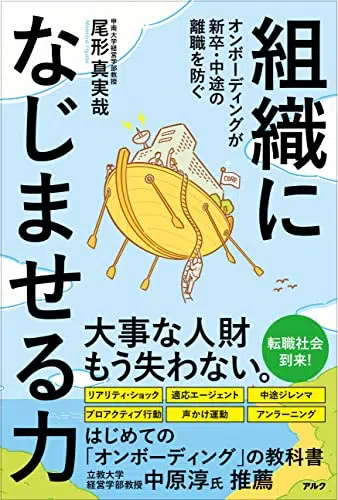 組織に
なじませる力
オンボーディングが
新卒・中途の
離職を防ぐ
甲南大学経営学部教授
尾形真実哉
CORP
大事な人財
もう失わない。
転職社会
到来!
リアリティ・ショック
適応エージェント
中途ジレンマ
プロアクティブ行動
声かけ運動
アンラーニング
はじめての
「オンボーディング」の教科書
立教大学
経営学部教授
中原淳氏 推薦
アルク